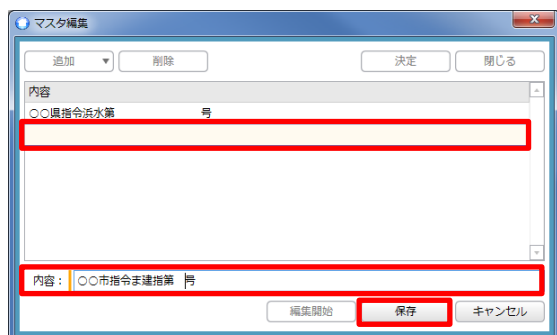 マスタ編集
追加 ▼ 削除 決定 閉じる
内容
○○県指令浜水第 号
内容： ○○市指令ま建指第 号
編集開始 保存 キャンセル